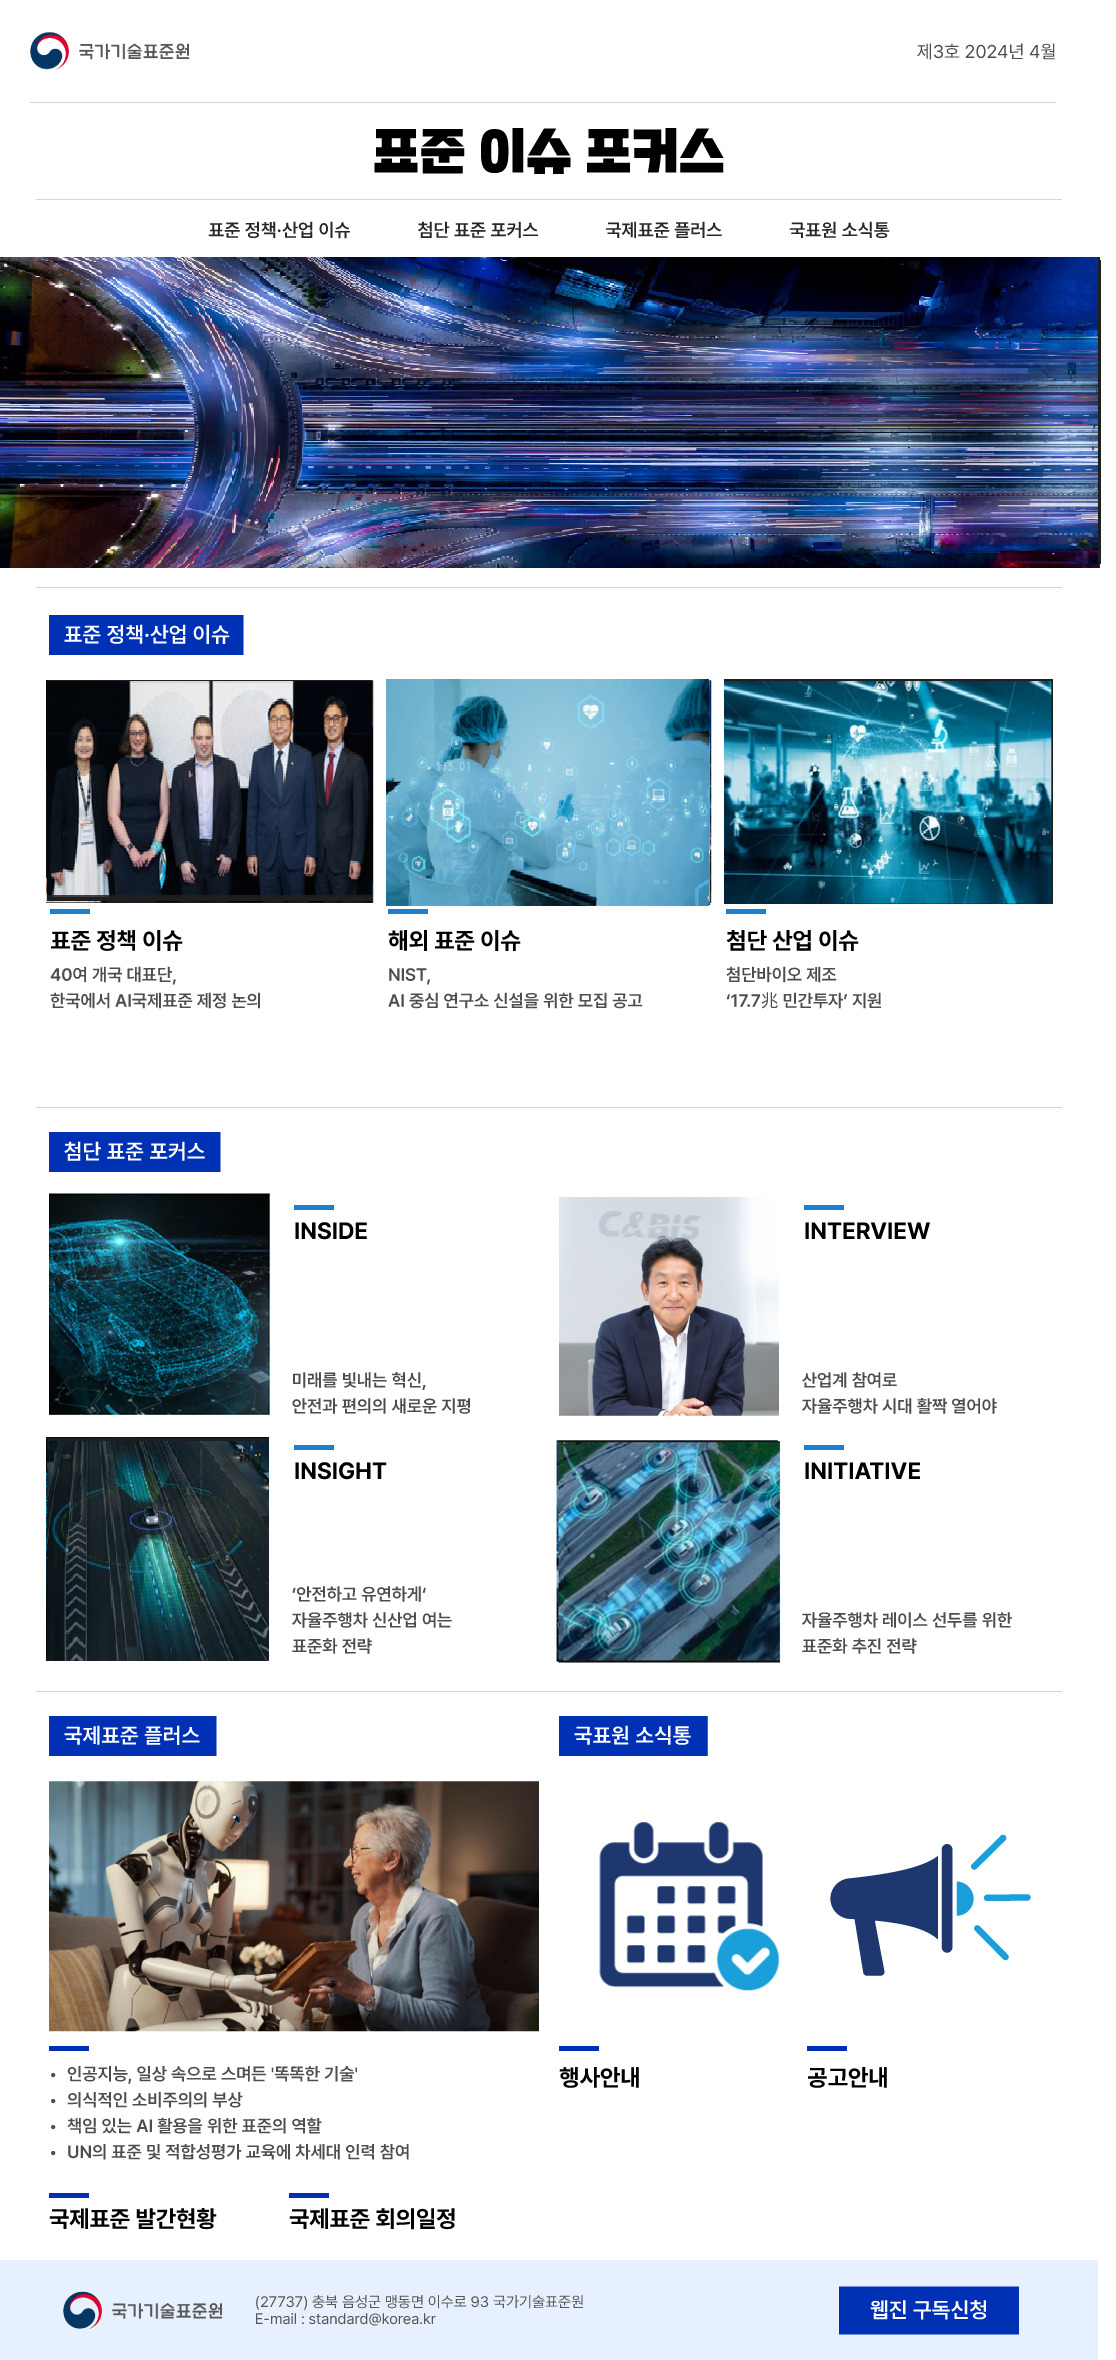 국가기술표준원
제3호 2024년 4월
표준 이슈 포커스
표준 정책·산업 이슈
첨단 표준 포커스
국제표준 플러스
국표원 소식통
표준 정책·산업 이슈
표준 정책 이슈
40여 개국 대표단,
한국에서 AI국제표준 제정 논의
해외 표준 이슈
NIST,
AI 중심 연구소 신설을 위한 모집 공고
첨단 산업 이슈
첨단바이오 제조
‘17.7兆 민간투자’ 지원
첨단 표준 포커스
INSIDE
미래를 빛내는 혁신,
안전과 편의의 새로운 지평
C&BIS
INTERVIEW
산업계 참여로
자율주행차 시대 활짝 열어야
INSIGHT
‘안전하고 유연하게‘
자율주행차 신산업 여는
표준화 전략
INITIATIVE
자율주행차 레이스 선두를 위한
표준화 추진 전략
국제표준 플러스
• 인공지능, 일상 속으로 스며든 '똑똑한 기술'
• 의식적인 소비주의의 부상
• 책임 있는 AI 활용을 위한 표준의 역할
• UN의 표준 및 적합성평가 교육에 차세대 인력 참여
국제표준 발간현황
국제표준 회의일정
국표원 소식통
행사안내
공고안내
국가기술표준원
(27737) 충북 음성군 맹동면 이수로 93 국가기술표준원
E-mail : standard@korea.kr
웹진 구독신청